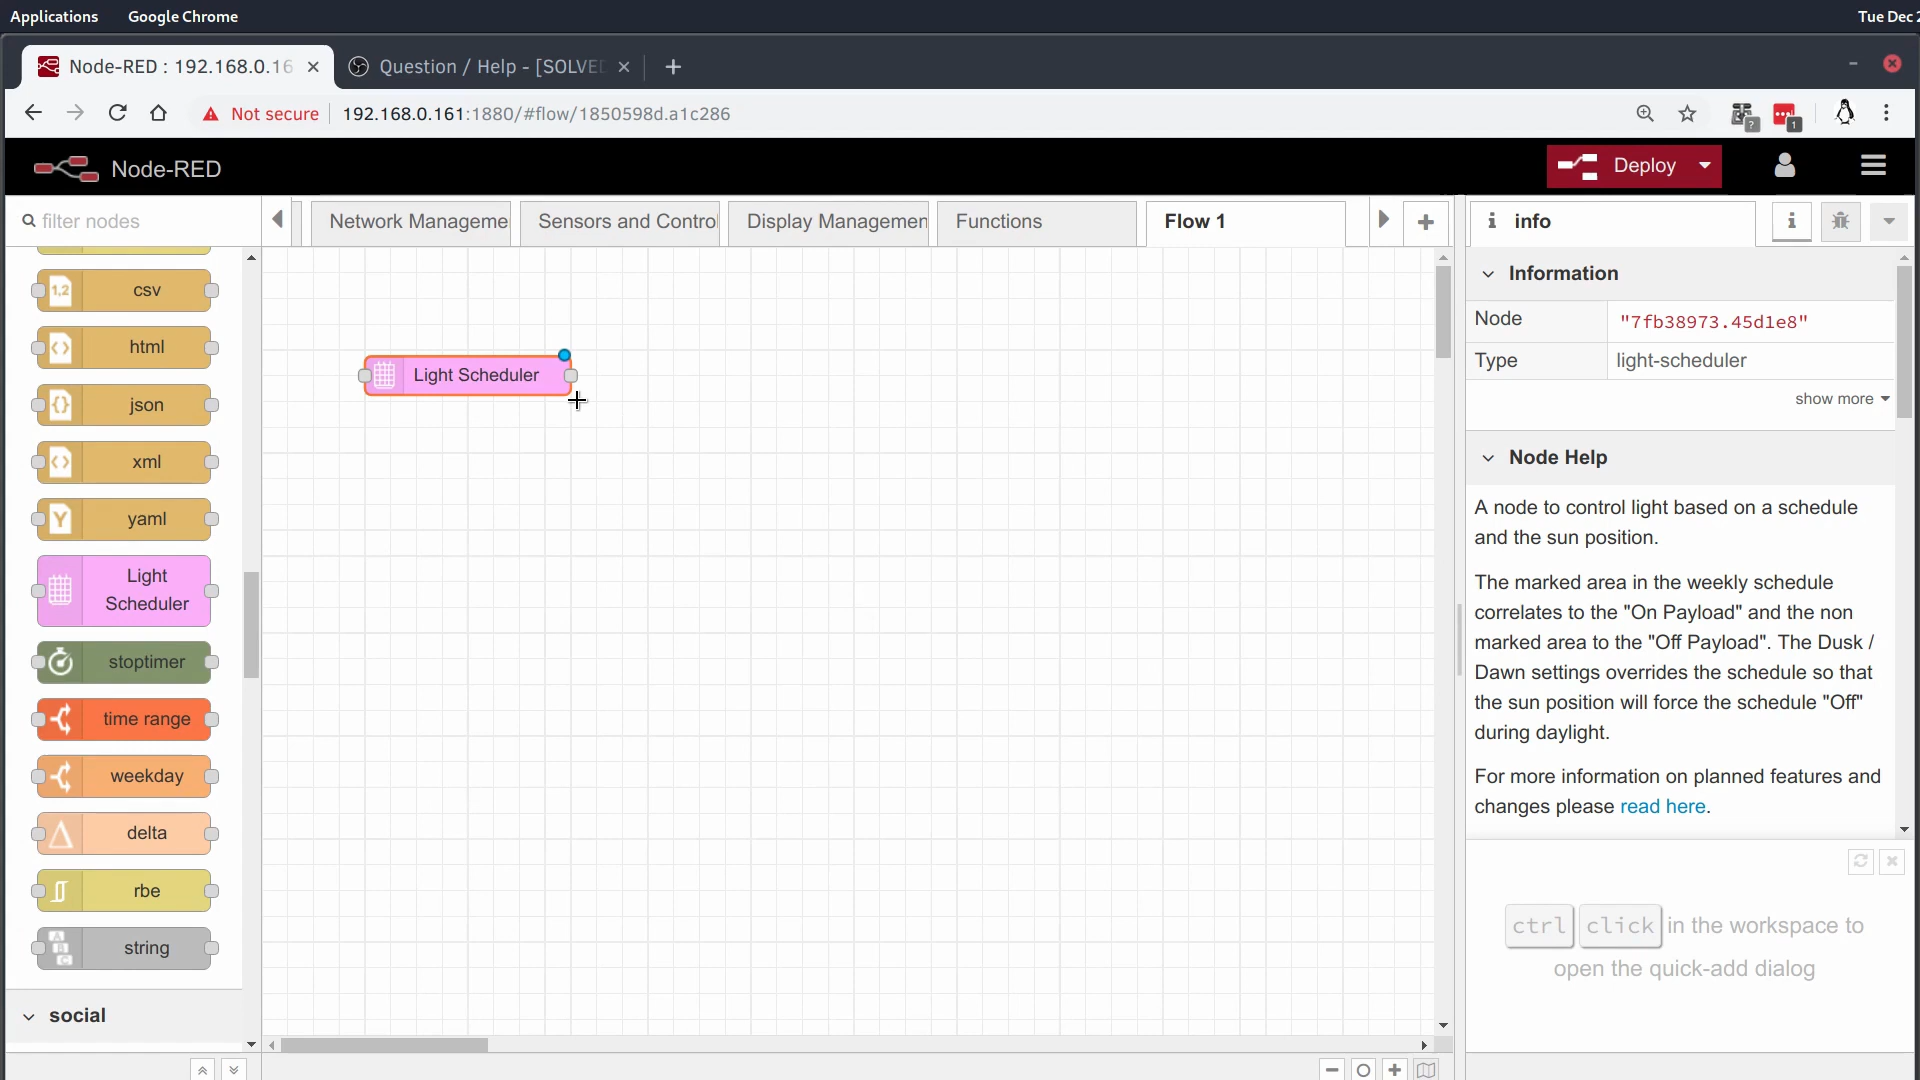 Applications Google Chrome Tue Dec 2
Node-RED : 192.168.0.16 Question / Help - [SOLVED
Not secure 192.168.0.161:1880/#flow/1850598d.a1c286
? 1
Node-RED Deploy
filter nodes Network Manageme Sensors and Control Display Managemen Functions Flow 1 + i info i
Information
csv
Node "7fb38973.45d1e8"
html
Type light-scheduler
Light Scheduler
json
show more
xml
Node Help
A node to control light based on a schedule
and the sun position.
yaml
The marked area in the weekly schedule
correlates to the "On Payload" and the non
marked area to the "Off Payload". The Dusk /
Dawn settings overrides the schedule so that
the sun position will force the schedule "Off"
during daylight.
For more information on planned features and
changes please read here.
Light
Scheduler
stoptimer
time range
weekday
delta
rbe
string
ctrl click in the workspace to
open the quick-add dialog
social